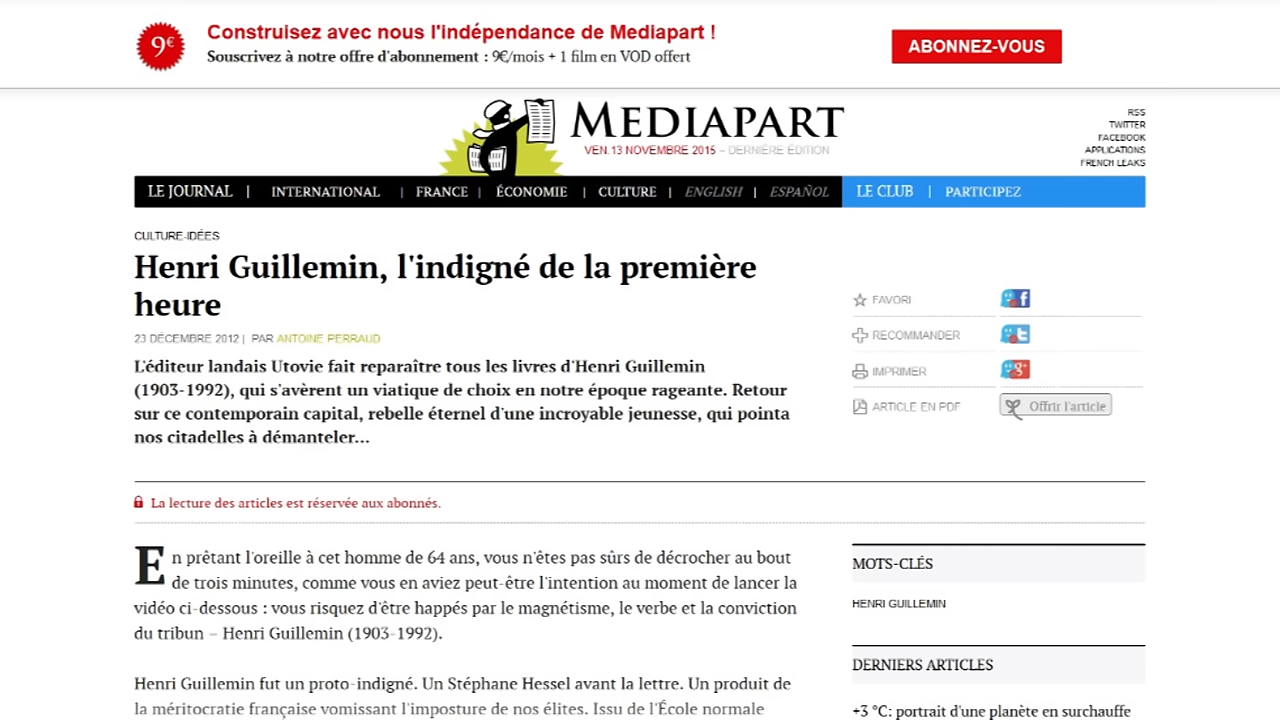 9€
Construisez avec nous l'indépendance de Mediapart !
Souscrivez à notre offre d'abonnement : 9€/mois + 1 film en VOD offert
ABONNEZ-VOUS
MEDIAPART
VEN.13 NOVEMBRE 2015 – DERNIÈRE ÉDITION
RSS
TWITTER
FACEBOOK
APPLICATIONS
FRENCH LEAKS
LE JOURNAL | INTERNATIONAL | FRANCE | ÉCONOMIE | CULTURE | ENGLISH | ESPAÑOL LE CLUB | PARTICIPEZ
CULTURE-IDÉES
Henri Guillemin, l'indigné de la première
heure
23 DÉCEMBRE 2012 | PAR ANTOINE PERRAUD
L'éditeur landais Utovie fait reparaître tous les livres d'Henri Guillemin
(1903-1992), qui s'avèrent un viatique de choix en notre époque rageante. Retour
sur ce contemporain capital, rebelle éternel d'une incroyable jeunesse, qui pointa
nos citadelles à démanteler...
FAVORI
RECOMMANDER
IMPRIMER
ARTICLE EN PDF
Offrir l'article
La lecture des articles est réservée aux abonnés.
En prêtant l'oreille à cet homme de 64 ans, vous n'êtes pas sûrs de décrocher au bout
de trois minutes, comme vous en aviez peut-être l'intention au moment de lancer la
vidéo ci-dessous : vous risquez d'être happés par le magnétisme, le verbe et la conviction
du tribun – Henri Guillemin (1903-1992).
Henri Guillemin fut un proto-indigné. Un Stéphane Hessel avant la lettre. Un produit de
la méritocratie française vomissant l'imposture de nos élites. Issu de l'École normale
MOTS-CLÉS
HENRI GUILLEMIN
DERNIERS ARTICLES
+3 °C: portrait d'une planète en surchauffe